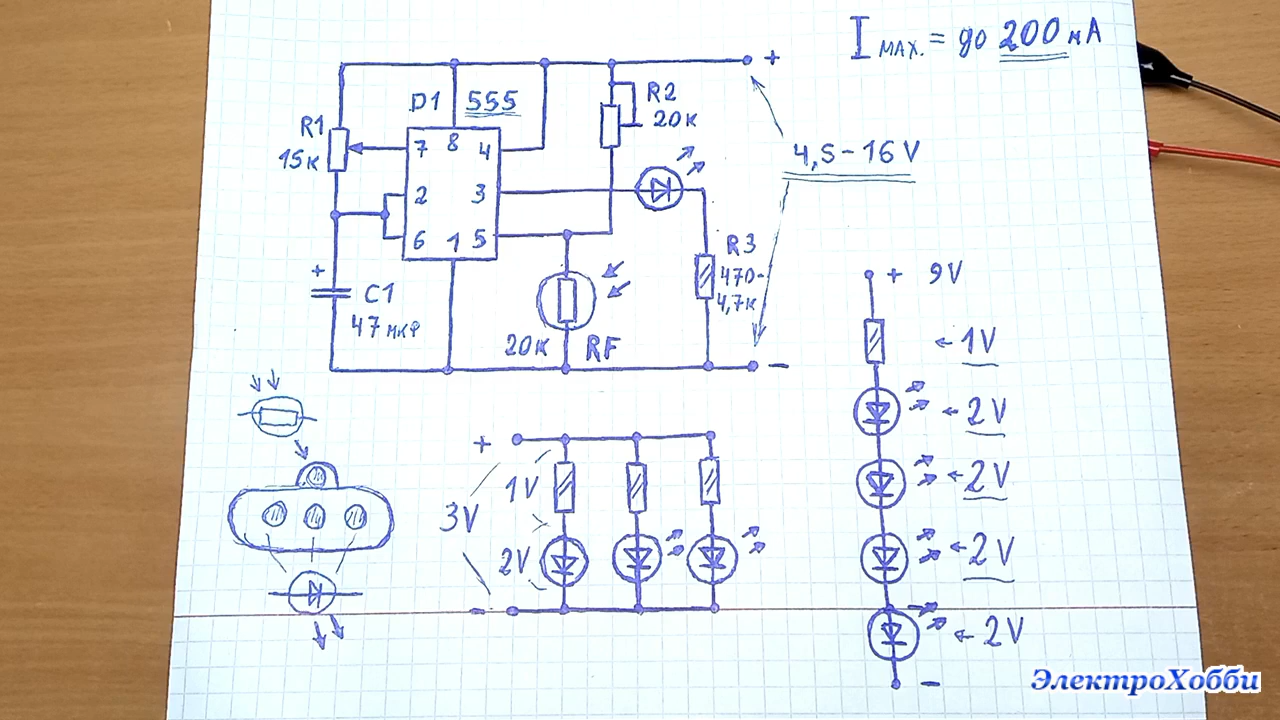 I MAX. = до 200 мА
+
D1 555
R2
20к
R1
15к
7 8 4
2 3
6 1 5
4,5 - 16 V
R3
470-
4,7к
+
C1
47 мкф
20к RF
-
+ 9V
1V
2V
2V
2V
2V
-
+
3V
1V
2V
-
ЭлектроХобби